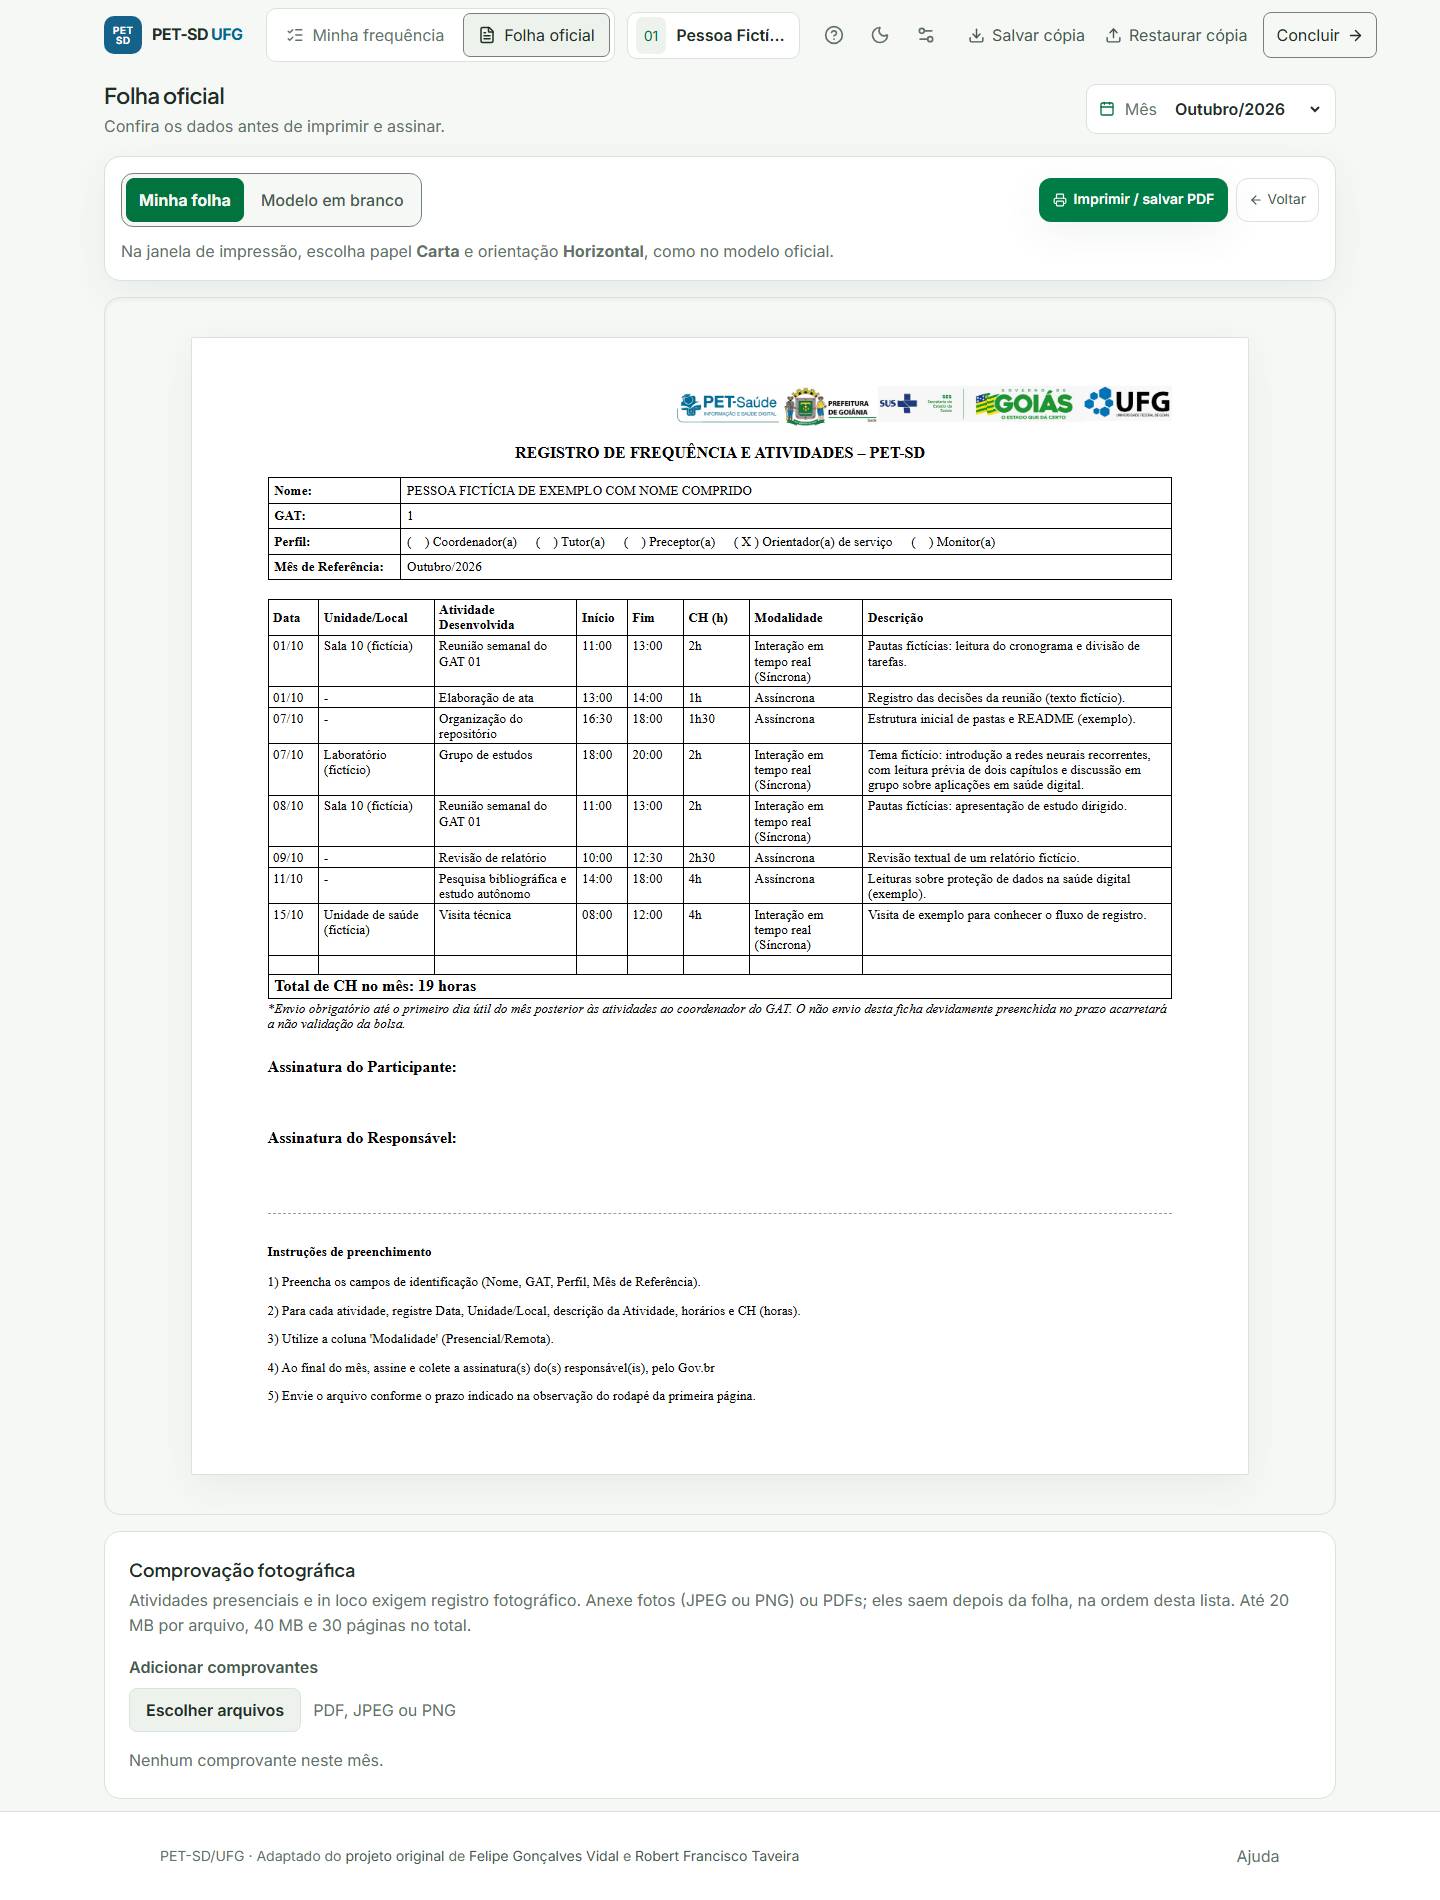 PET SD
PET-SD UFG
Minha frequência
Folha oficial
01 Pessoa Fictí...
Salvar cópia
Restaurar cópia
Concluir →
Folha oficial
Confira os dados antes de imprimir e assinar.
Mês Outubro/2026
Minha folha
Modelo em branco
Imprimir / salvar PDF
← Voltar
Na janela de impressão, escolha papel Carta e orientação Horizontal, como no modelo oficial.
PET-Saúde
INFORMAÇÃO E SAÚDE DIGITAL
PREFEITURA
DE GOIÂNIA
SUS
SES
GOIÁS
O ESTADO QUE DÁ CERTO
UFG
REGISTRO DE FREQUÊNCIA E ATIVIDADES – PET-SD
Nome: PESSOA FICTÍCIA DE EXEMPLO COM NOME COMPRIDO
GAT: 1
Perfil: ( ) Coordenador(a) ( ) Tutor(a) ( ) Preceptor(a) ( X ) Orientador(a) de serviço ( ) Monitor(a)
Mês de Referência: Outubro/2026
Data Unidade/Local Atividade Desenvolvida Início Fim CH (h) Modalidade Descrição
01/10 Sala 10 (fictícia) Reunião semanal do GAT 01 11:00 13:00 2h Interação em tempo real (Síncrona) Pautas fictícias: leitura do cronograma e divisão de tarefas.
01/10 - Elaboração de ata 13:00 14:00 1h Assíncrona Registro das decisões da reunião (texto fictício).
07/10 - Organização do repositório 16:30 18:00 1h30 Assíncrona Estrutura inicial de pastas e README (exemplo).
07/10 Laboratório (fictício) Grupo de estudos 18:00 20:00 2h Interação em tempo real (Síncrona) Tema fictício: introdução a redes neurais recorrentes, com leitura prévia de dois capítulos e discussão em grupo sobre aplicações em saúde digital.
08/10 Sala 10 (fictícia) Reunião semanal do GAT 01 11:00 13:00 2h Interação em tempo real (Síncrona) Pautas fictícias: apresentação de estudo dirigido.
09/10 - Revisão de relatório 10:00 12:30 2h30 Assíncrona Revisão textual de um relatório fictício.
11/10 - Pesquisa bibliográfica e estudo autônomo 14:00 18:00 4h Assíncrona Leituras sobre proteção de dados na saúde digital (exemplo).
15/10 Unidade de saúde (fictícia) Visita técnica 08:00 12:00 4h Interação em tempo real (Síncrona) Visita de exemplo para conhecer o fluxo de registro.
Total de CH no mês: 19 horas
*Envio obrigatório até o primeiro dia útil do mês posterior às atividades ao coordenador do GAT. O não envio desta ficha devidamente preenchida no prazo acarretará
a não validação da bolsa.
Assinatura do Participante:
Assinatura do Responsável:
Instruções de preenchimento
1) Preencha os campos de identificação (Nome, GAT, Perfil, Mês de Referência).
2) Para cada atividade, registre Data, Unidade/Local, descrição da Atividade, horários e CH (horas).
3) Utilize a coluna 'Modalidade' (Presencial/Remota).
4) Ao final do mês, assine e colete a assinatura(s) do(s) responsável(is), pelo Gov.br
5) Envie o arquivo conforme o prazo indicado na observação do rodapé da primeira página.
Comprovação fotográfica
Atividades presenciais e in loco exigem registro fotográfico. Anexe fotos (JPEG ou PNG) ou PDFs; eles saem depois da folha, na ordem desta lista. Até 20
MB por arquivo, 40 MB e 30 páginas no total.
Adicionar comprovantes
Escolher arquivos
PDF, JPEG ou PNG
Nenhum comprovante neste mês.
PET-SD/UFG · Adaptado do projeto original de Felipe Gonçalves Vidal e Robert Francisco Taveira
Ajuda